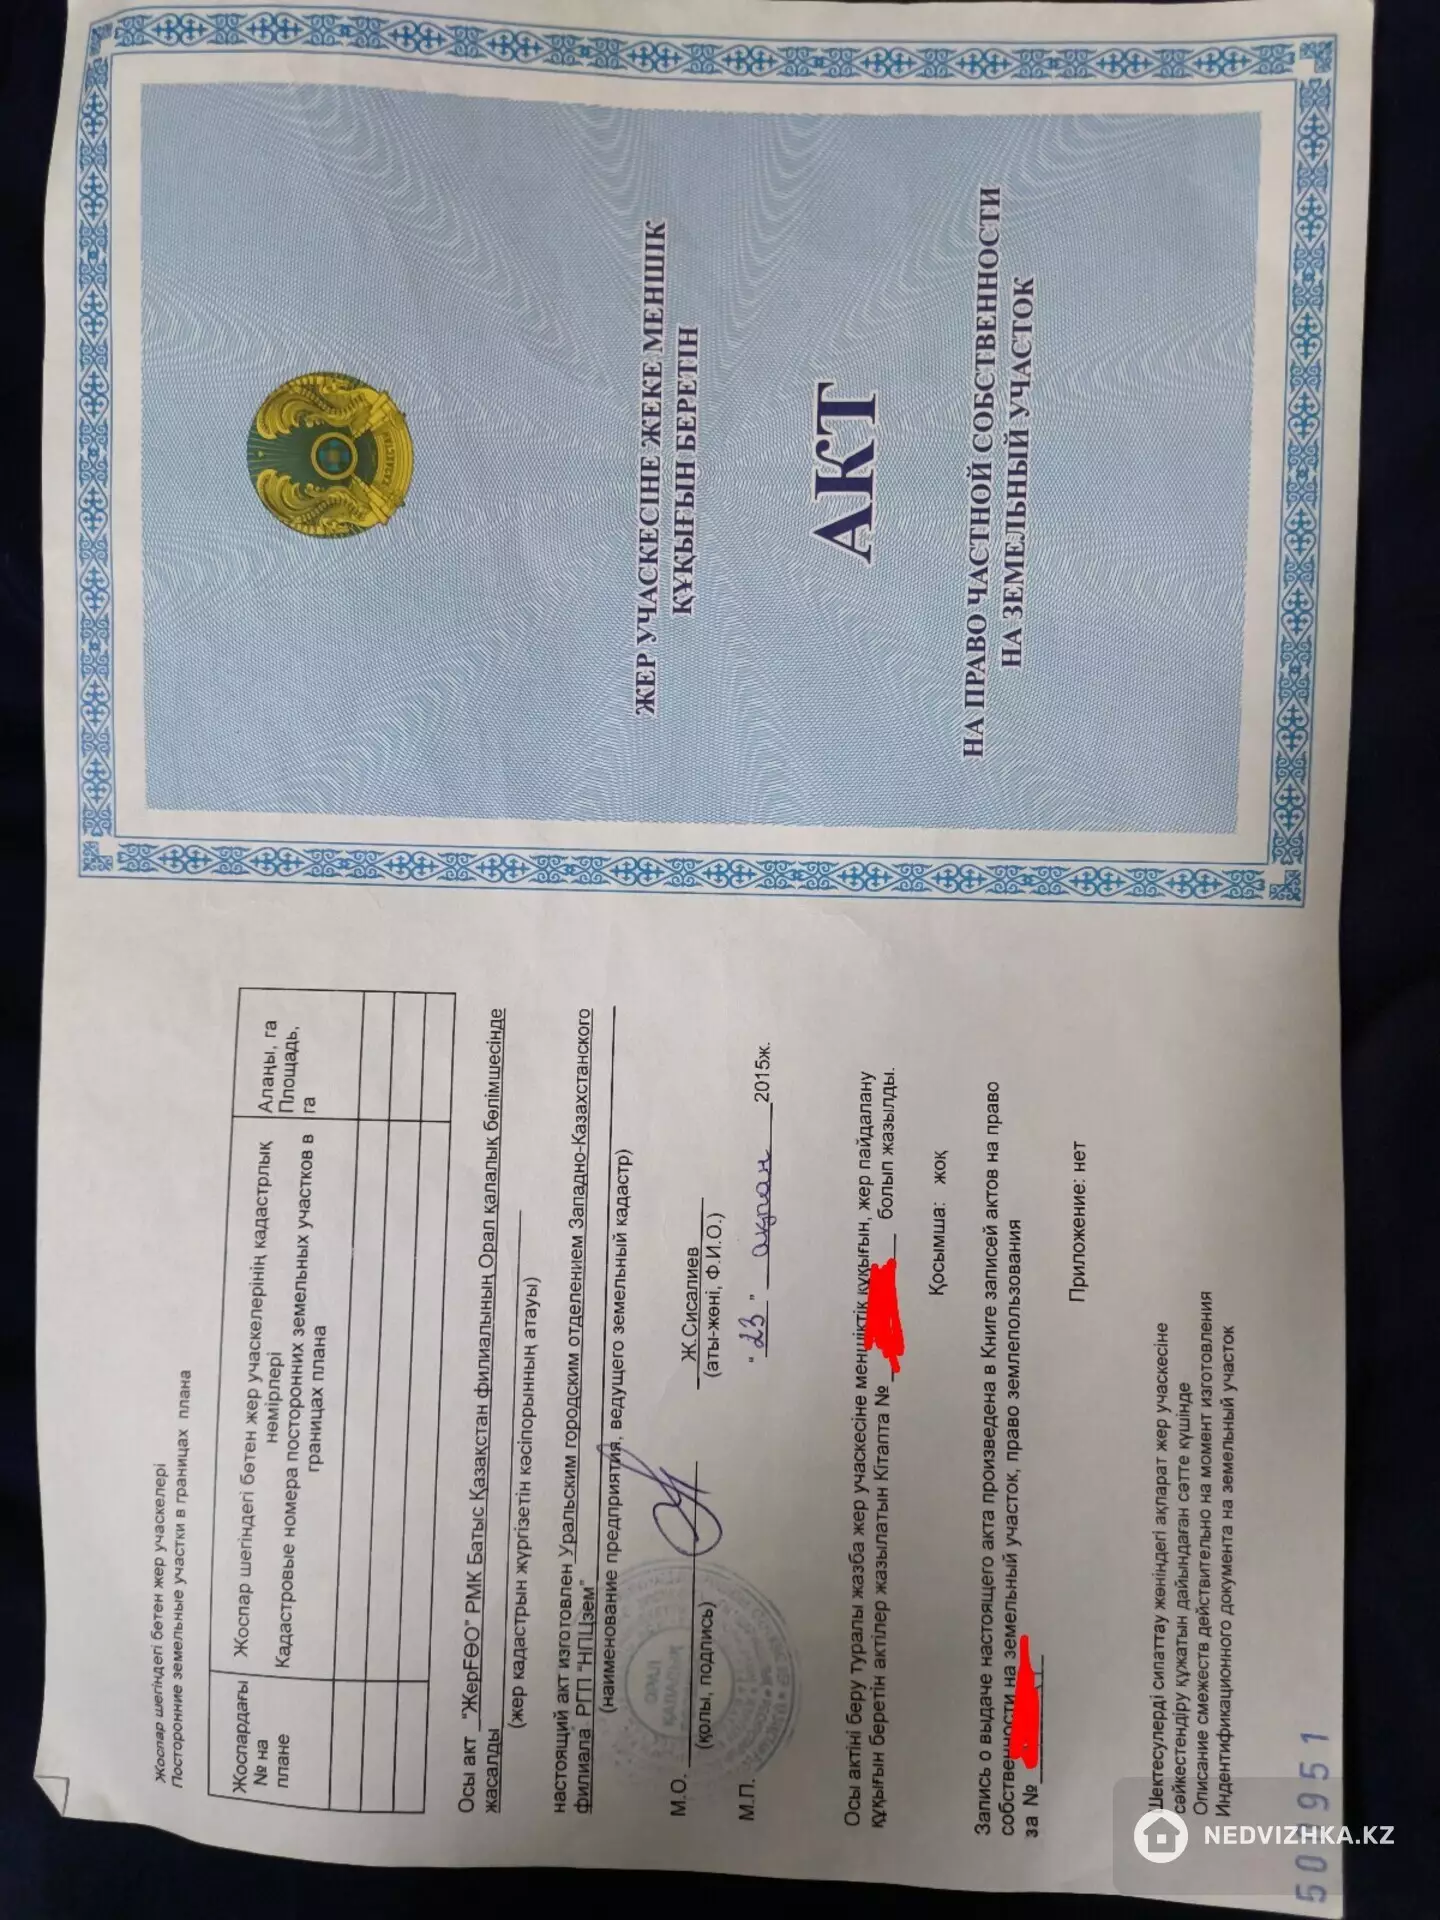 Жоспар шегіндегі бөтен жер учаскелері
Посторонние земельные участки в границах плана
Жоспардағы
№ на
плане
Жоспар шегіндегі бөтен жер учаскелерінің кадастрлық
нөмірлері
Кадастровые номера посторонних земельных участков в
границах плана
Алаңы, га
Площадь,
га
Осы акт "ЖерҒӨО" РМК Батыс Қазақстан филиалының Орал қалалық бөлімшесінде
жасалды
(жер кадастрын жүргізетін кәсіпорынның атауы)
настоящий акт изготовлен Уральским городским отделением Западно-Казахстанского
филиала РГП "НПЦзем"
(наименование предприятия, ведущего земельный кадастр)
М.О.
Ж.Сисалиев
(қолы, подпись)
(аты-жөні, Ф.И.О.)
М.П.
"23" ақпан 2015ж.
Осы актіні беру туралы жазба жер учаскесіне меншіктік құқығын, жер пайдалану
құқығын беретін актілер жазылатын Кітапта № болып жазылды.
Қосымша: жоқ
Запись о выдаче настоящего акта произведена в Книге записей актов на право
собственности на земельный участок, право землепользования
за №
Приложение: нет
Шектесулерді сипаттау жөніндегі ақпарат жер учаскесіне
сәйкестендіру құжатын дайындаған сәтте күшінде
Описание смежеств действительно на момент изготовления
Индентификационного документа на земельный участок
ОРАЛ
ҚАЛАСЫ
ЖЕР УЧАСКЕСІНЕ ЖЕКЕ МЕНШІК
ҚҰҚЫҒЫН БЕРЕТІН
АКТ
НА ПРАВО ЧАСТНОЙ СОБСТВЕННОСТИ
НА ЗЕМЕЛЬНЫЙ УЧАСТОК
NEDVIZHKA.KZ